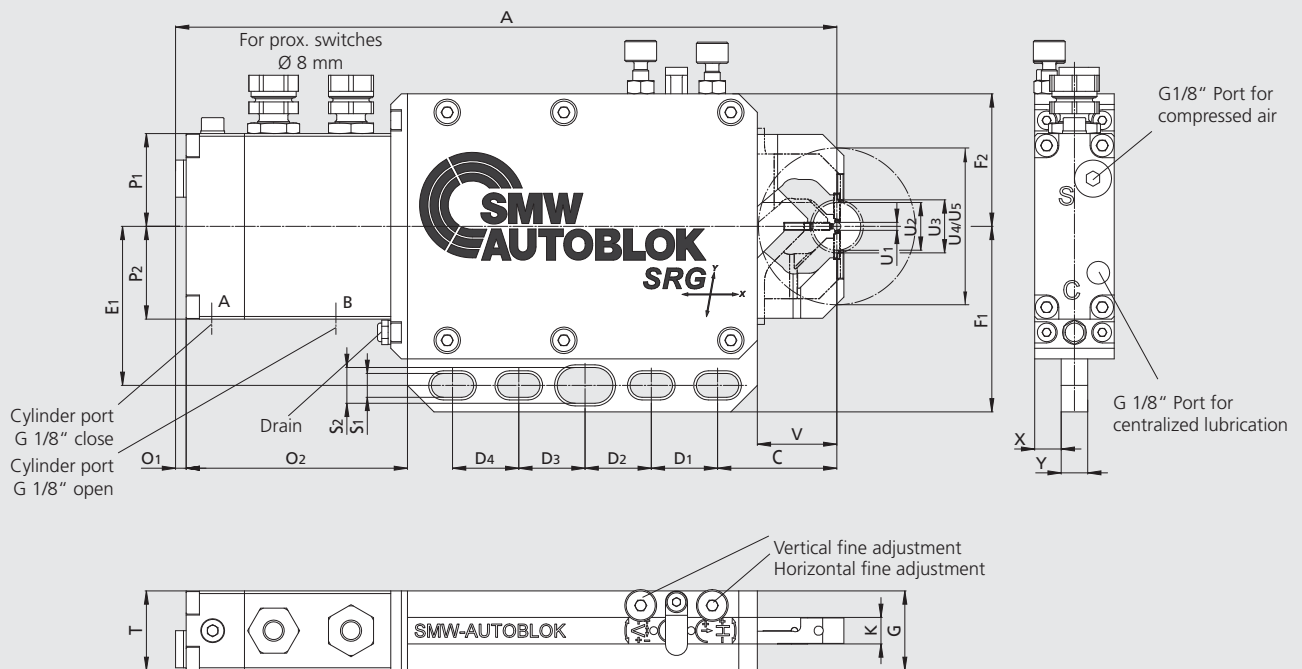 A
For prox. switches
Ø 8 mm
G1/8“ Port for
compressed air
P1
P2
E1
F2
F1
SMW
AUTOBLOK
SRG
Y
X
U1
U2
U3
U4/U5
S
C
A
B
Cylinder port
G 1/8“ close
Cylinder port
G 1/8“ open
Drain
S2
S1
O1
O2
D4
D3
D2
D1
C
V
X
Y
G 1/8“ Port for
centralized lubrication
Vertical fine adjustment
Horizontal fine adjustment
T
SMW-AUTOBLOK
V
H
K
G